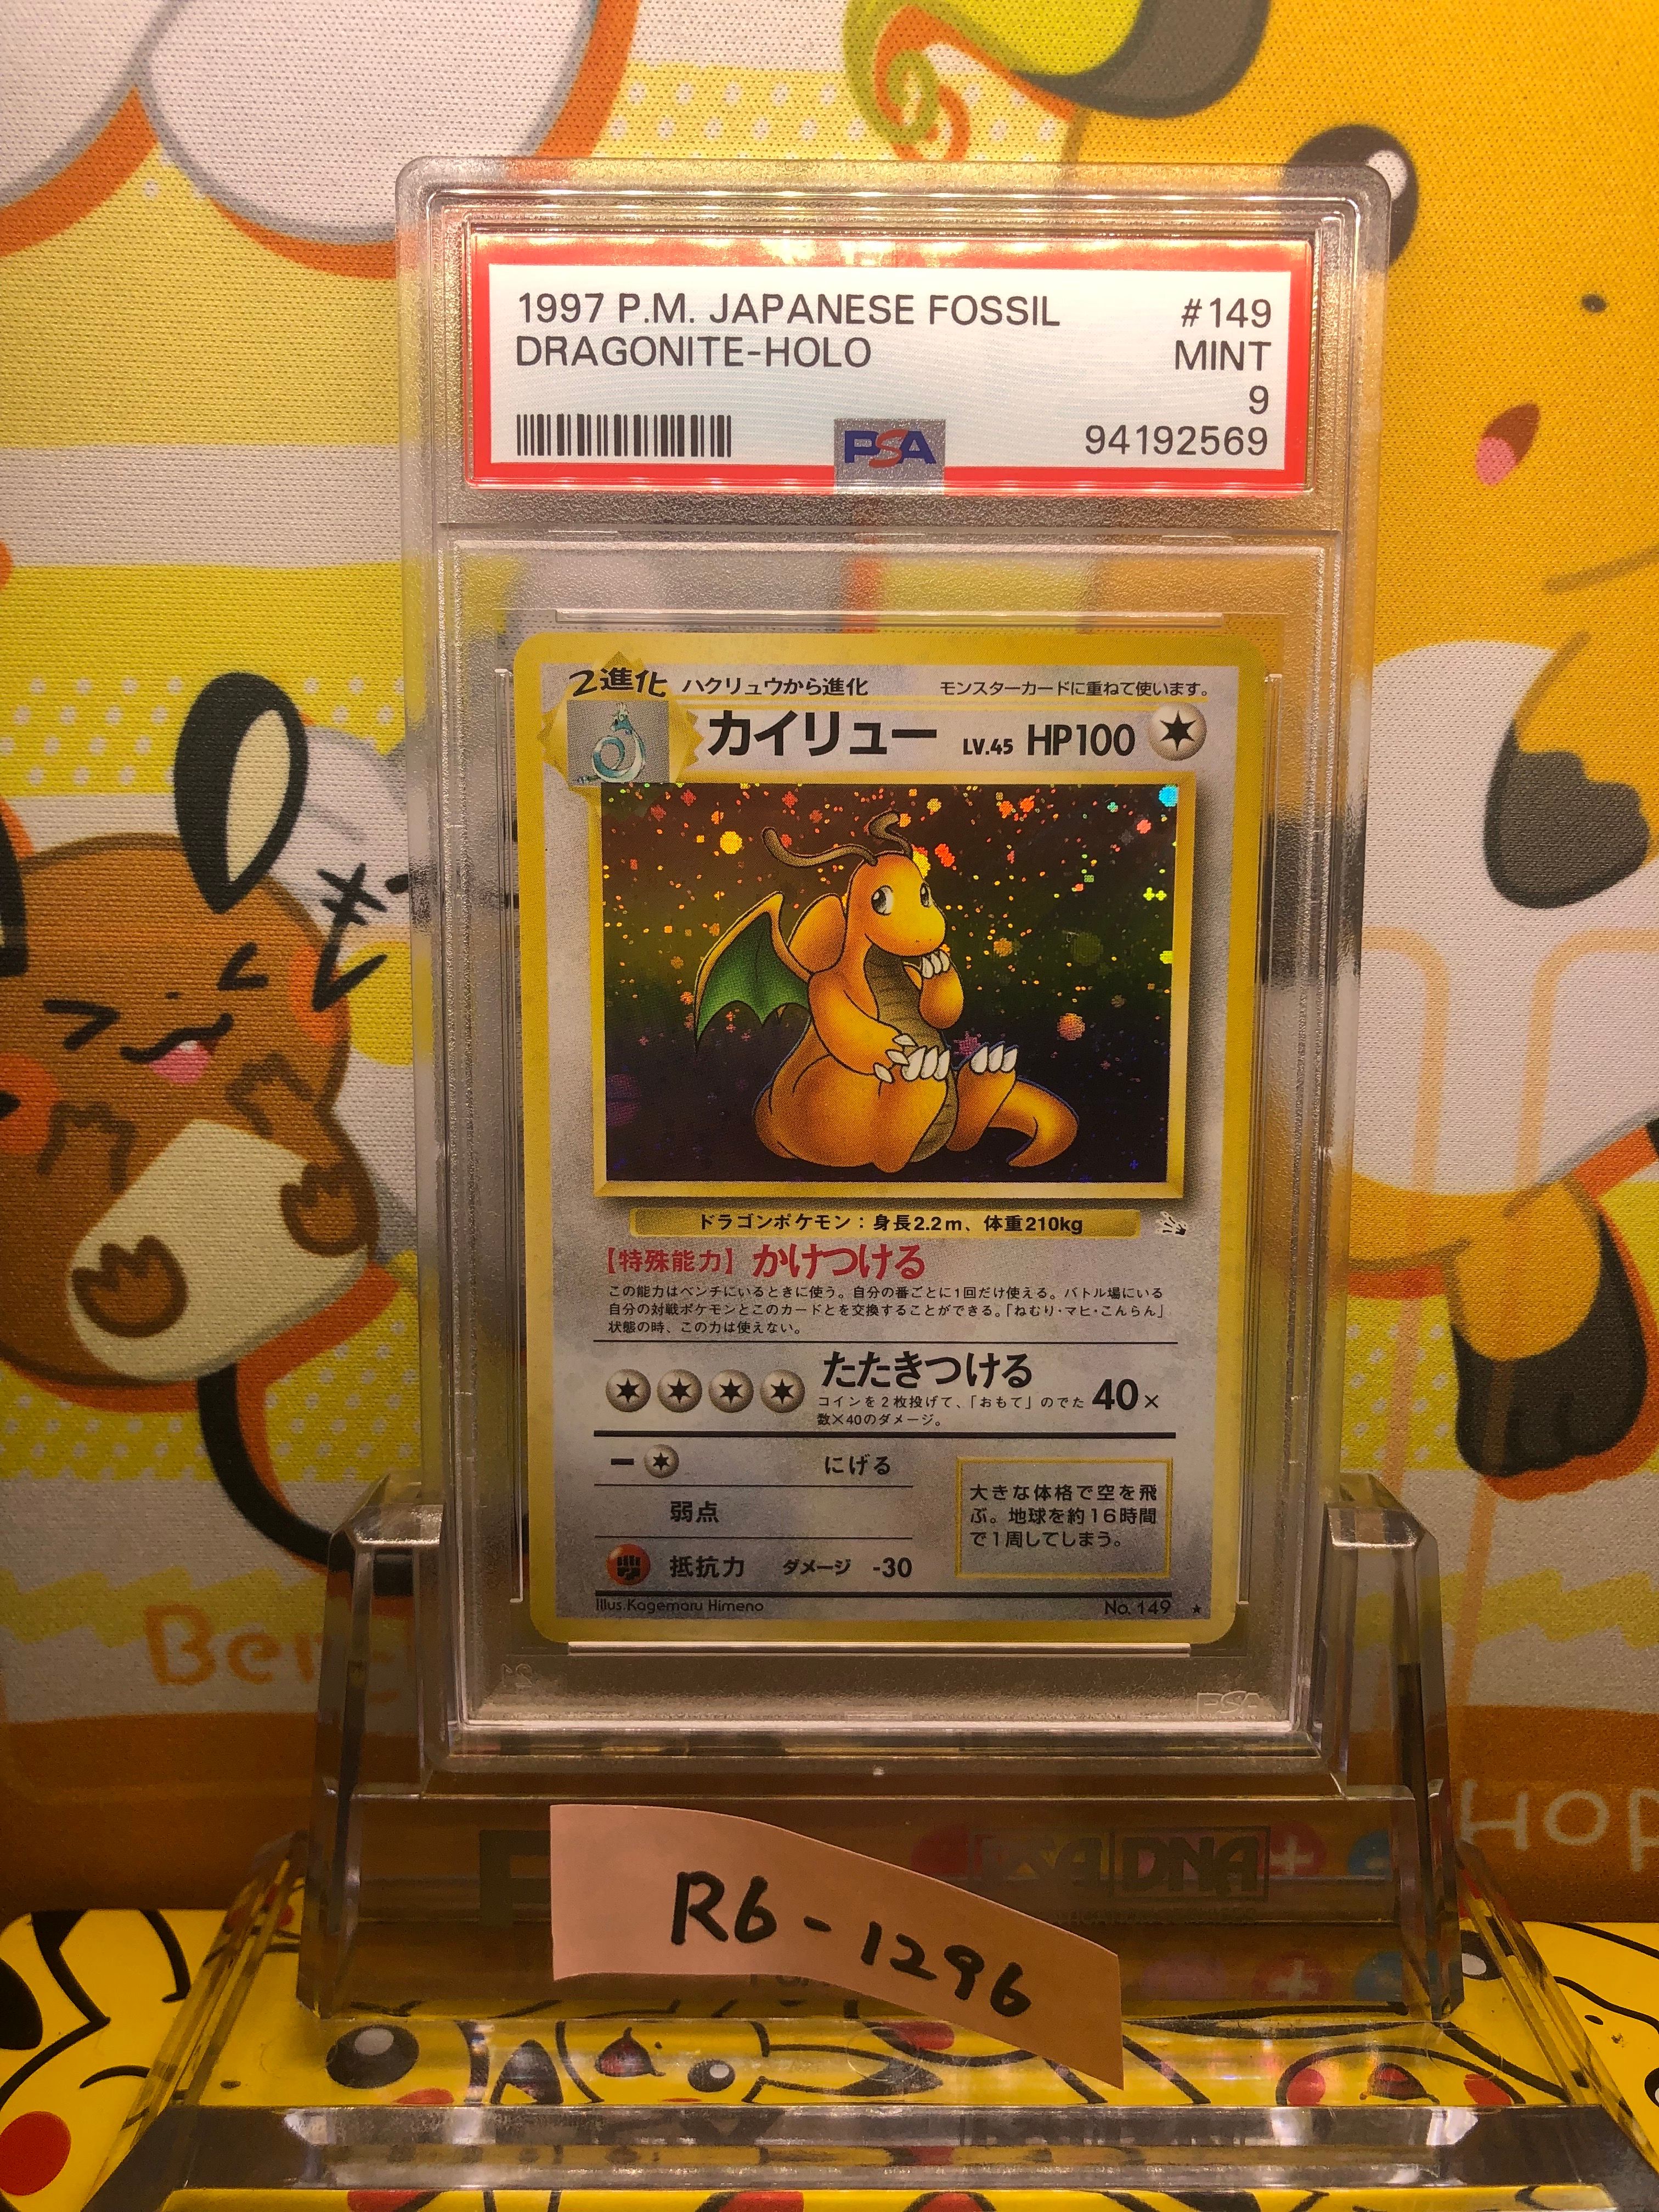 1997 P.M. JAPANESE FOSSIL #149
DRAGONITE-HOLO MINT
9
PSA 94192569
2進化 ハクリュウから進化 モンスターカードに重ねて使います。
カイリュー LV.45 HP100
ドラゴンポケモン：身長2.2m、体重210kg
【特殊能力】 かけつける
この能力はベンチにいるときに使う。自分の番ごとに1回だけ使える。バトル場にいる
自分の対戦ポケモンとこのカードとを交換することができる。「ねむり・マヒ・こんらん」
状態の時、この力は使えない。
たたきつける
コインを2枚投げて、「おもて」のでた 40×
数×40のダメージ。
ー にげる
弱点
抵抗力 ダメージ -30
大きな体格で空を飛
ぶ。地球を約16時間
で1周してしまう。
Illus. Kagemaru Himeno No. 149 ★
PSA
PSA DNA
R6-1296